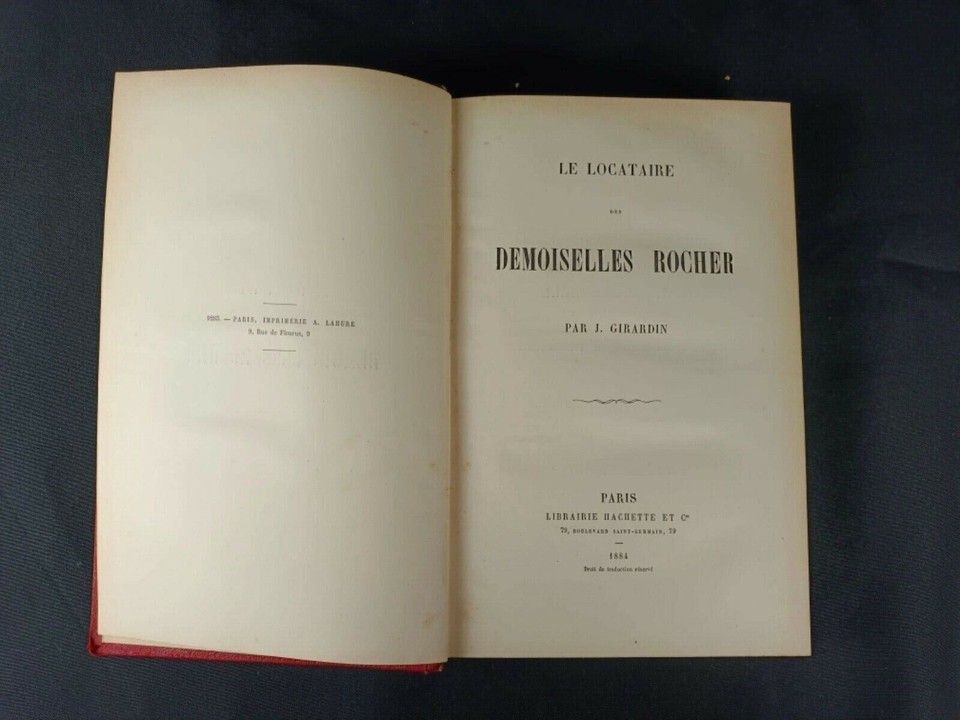 PARIS, IMPRIMERIE A. LAHURE
9, Rue de Fleurus, 9
LE LOCATAIRE
DES
DEMOISELLES ROCHER
PAR J. GIRARDIN
PARIS
LIBRAIRIE HACHETTE ET Cie
79, BOULEVARD SAINT-GERMAIN, 79
1884
Droit de traduction réservé